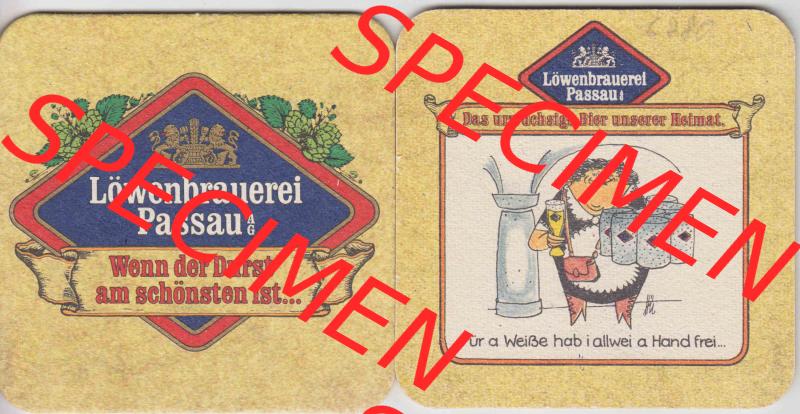 Löwenbrauerei
Passau AG
Wenn der Durst
am schönsten ist...
Löwenbrauerei
Passau AG
Das urwüchsige Bier unserer Heimat.
ür a Weiße hab i allwei a Hand frei...
SPECIMEN
SPECIMEN
SPECIMEN